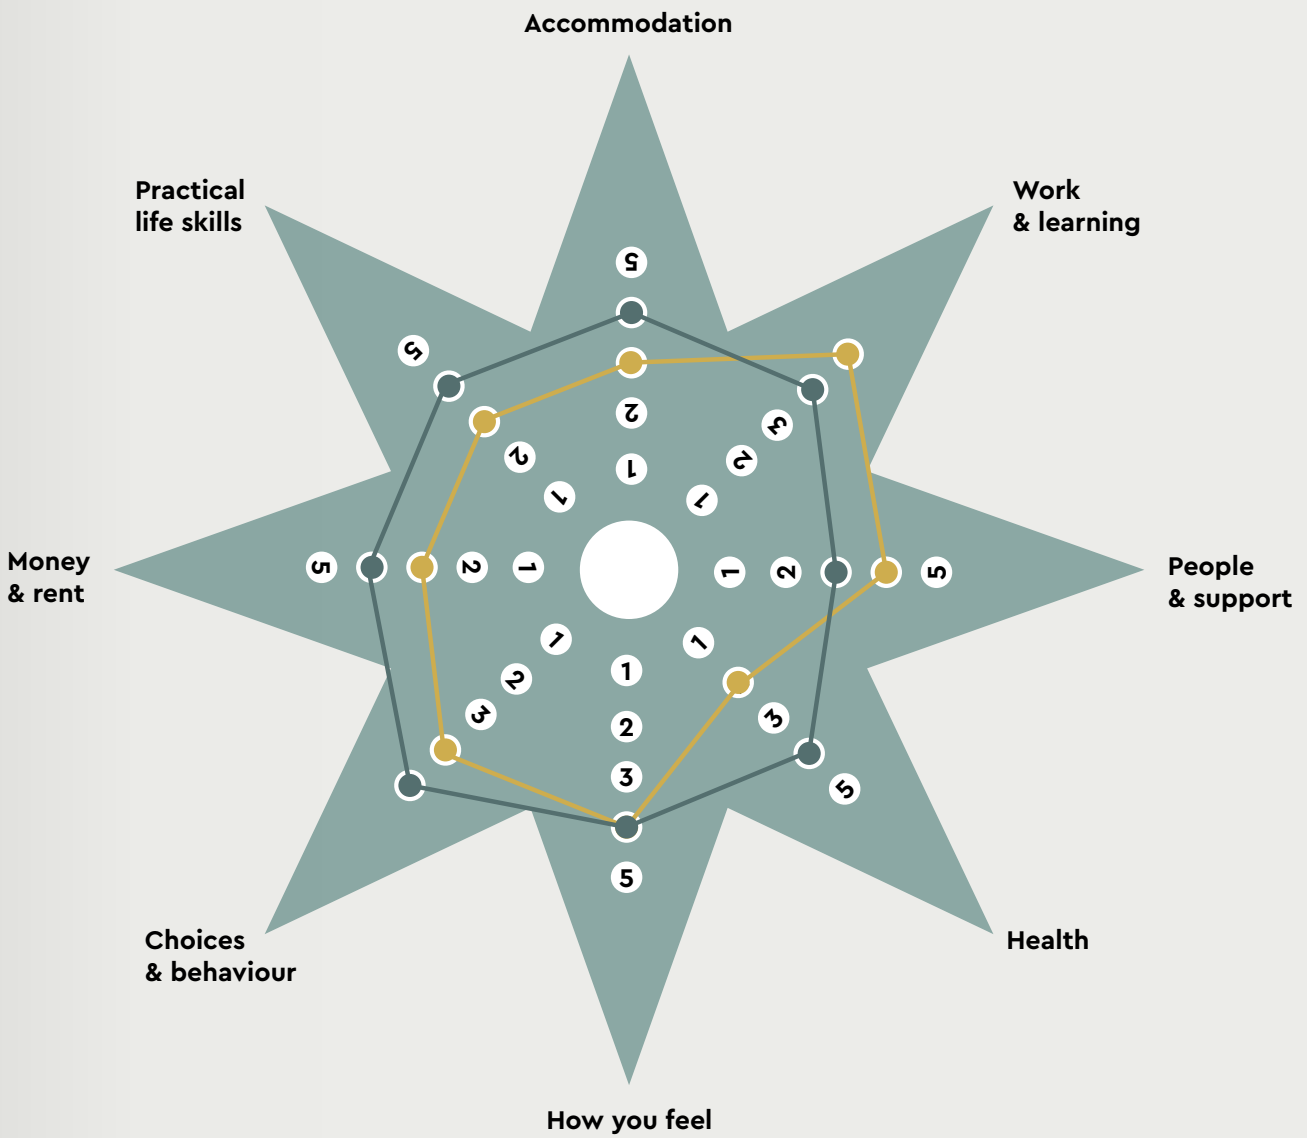 Accommodation
Practical
life skills
Work
& learning
5
5
3
2
2
2
1
1
1
Money
& rent
5
2
1
1
2
5
People
& support
1
1
1
2
3
2
3
3
5
5
Choices
& behaviour
Health
How you feel